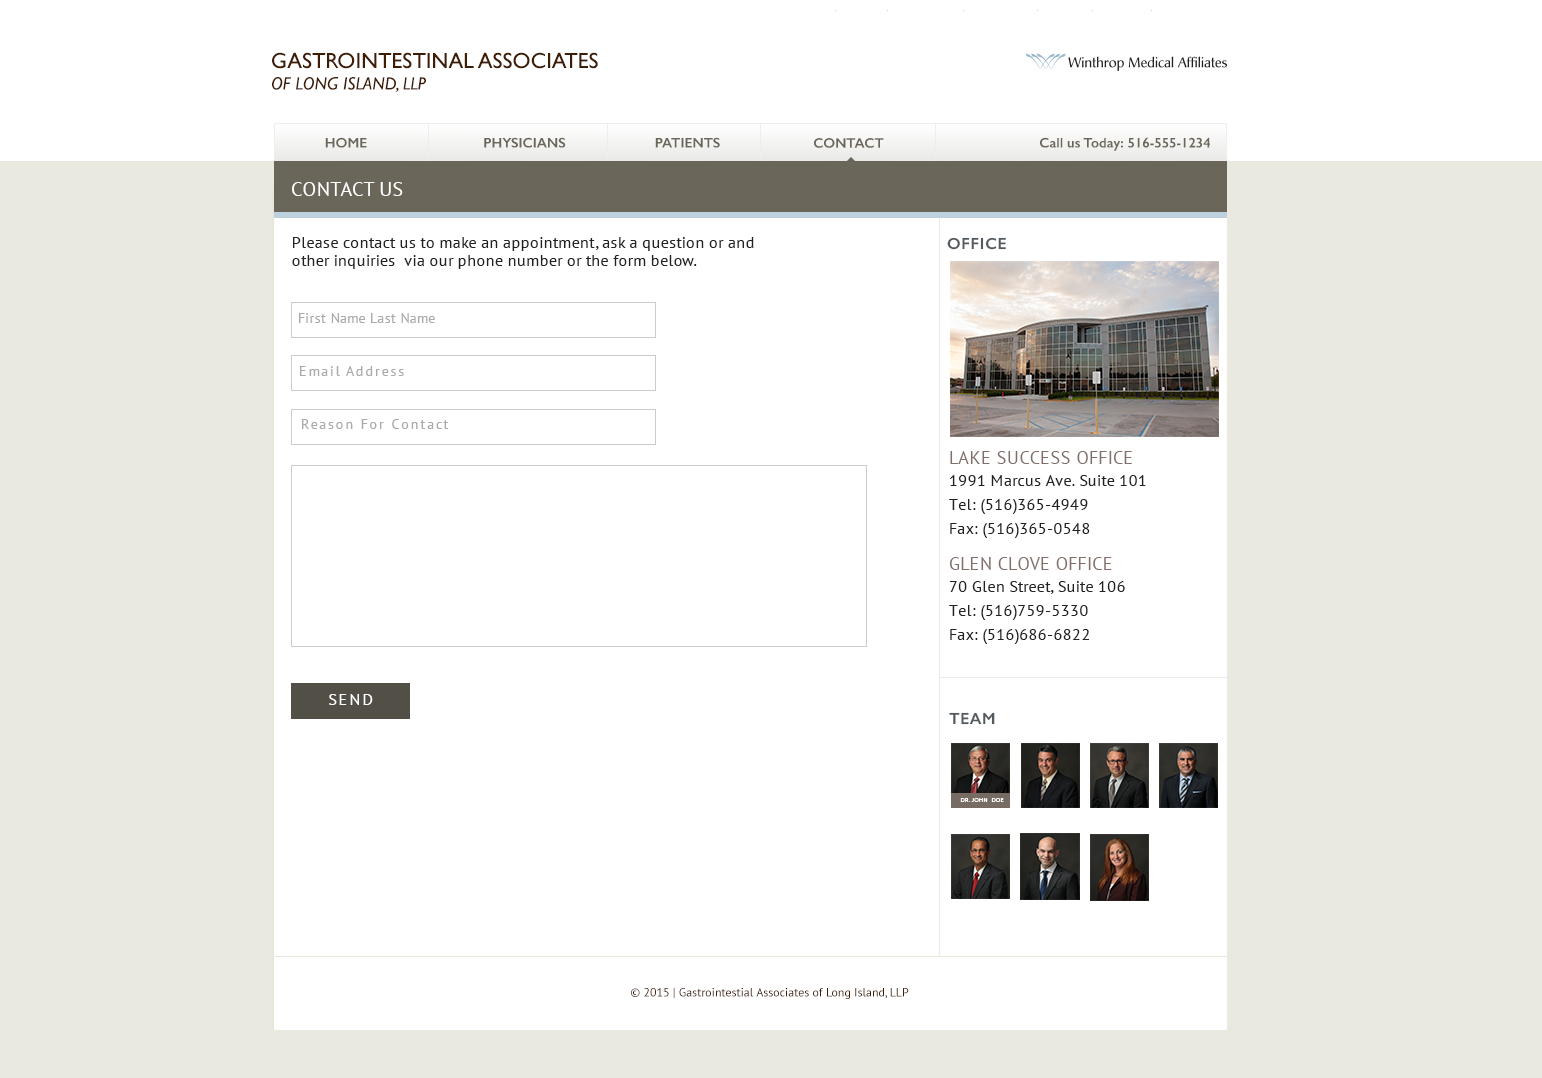 GASTROINTESTINAL ASSOCIATES
OF LONG ISLAND, LLP
Winthrop Medical Affiliates
HOME
PHYSICIANS
PATIENTS
CONTACT
Call us Today: 516-555-1234
CONTACT US
Please contact us to make an appointment, ask a question or and
other inquiries  via our phone number or the form below.
First Name Last Name
Email Address
Reason For Contact
SEND
OFFICE
LAKE SUCCESS OFFICE
1991 Marcus Ave. Suite 101
Tel: (516)365-4949
Fax: (516)365-0548
GLEN CLOVE OFFICE
70 Glen Street, Suite 106
Tel: (516)759-5330
Fax: (516)686-6822
TEAM
DR. JOHN  DOE
© 2015 | Gastrointestial Associates of Long Island, LLP